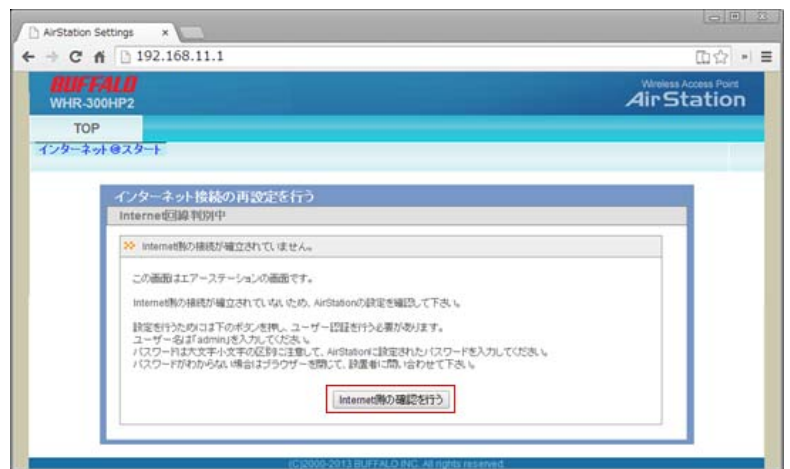 AirStation Settings
192.168.11.1
BUFFALO
WHR-300HP2
Wireless Access Point
AirStation
TOP
インターネット@スタート
インターネット接続の再設定を行う
Internet回線判別中
Internet側の接続が確立されていません。
この画面はエアーステーションの画面です。
Internet側の接続が確立されていないため、AirStationの設定を確認して下さい。
設定を行うためには下のボタンを押し、ユーザー認証を行う必要があります。
ユーザー名は「admin」を入力してください。
パスワードは大文字小文字の区別に注意して、AirStationに設定されたパスワードを入力してください。
パスワードがわからない場合はブラウザーを閉じて、設置者に問い合わせて下さい。
Internet側の確認を行う
(C)2000-2013 BUFFALO INC. All rights reserved.